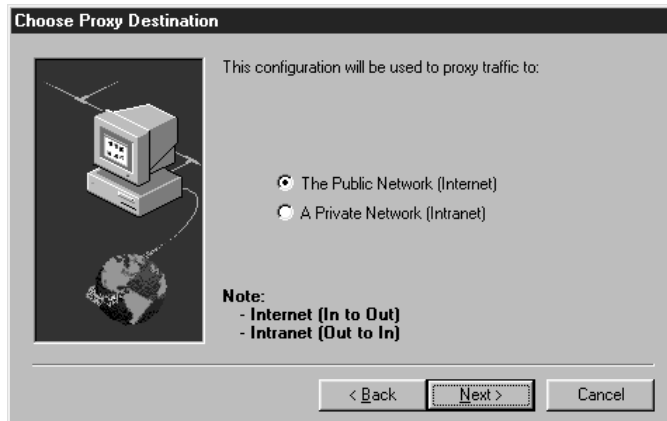 Choose Proxy Destination
This configuration will be used to proxy traffic to:
The Public Network (Internet)
A Private Network (Intranet)
Note:
- Internet (In to Out)
- Intranet (Out to In)
< Back
Next >
Cancel